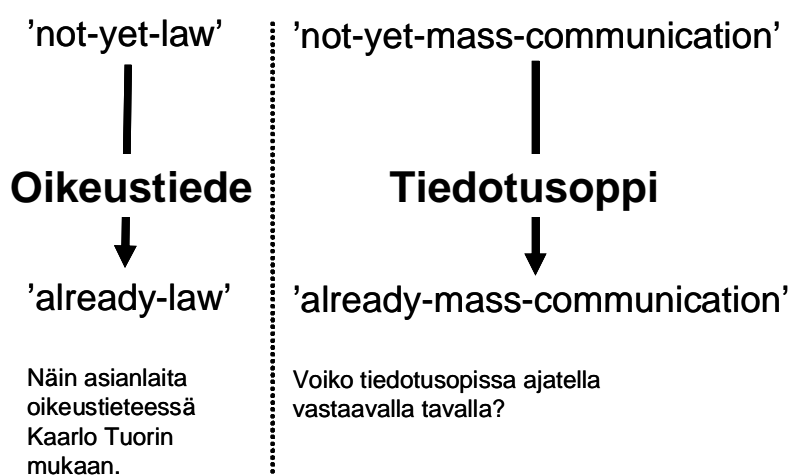 ’not-yet-law’
Oikeustiede
’already-law’
Näin asianlaita
oikeustieteessä
Kaarlo Tuorin
mukaan.
’not-yet-mass-communication’
Tiedotusoppi
’already-mass-communication’
Voiko tiedotusopissa ajatella
vastaavalla tavalla?